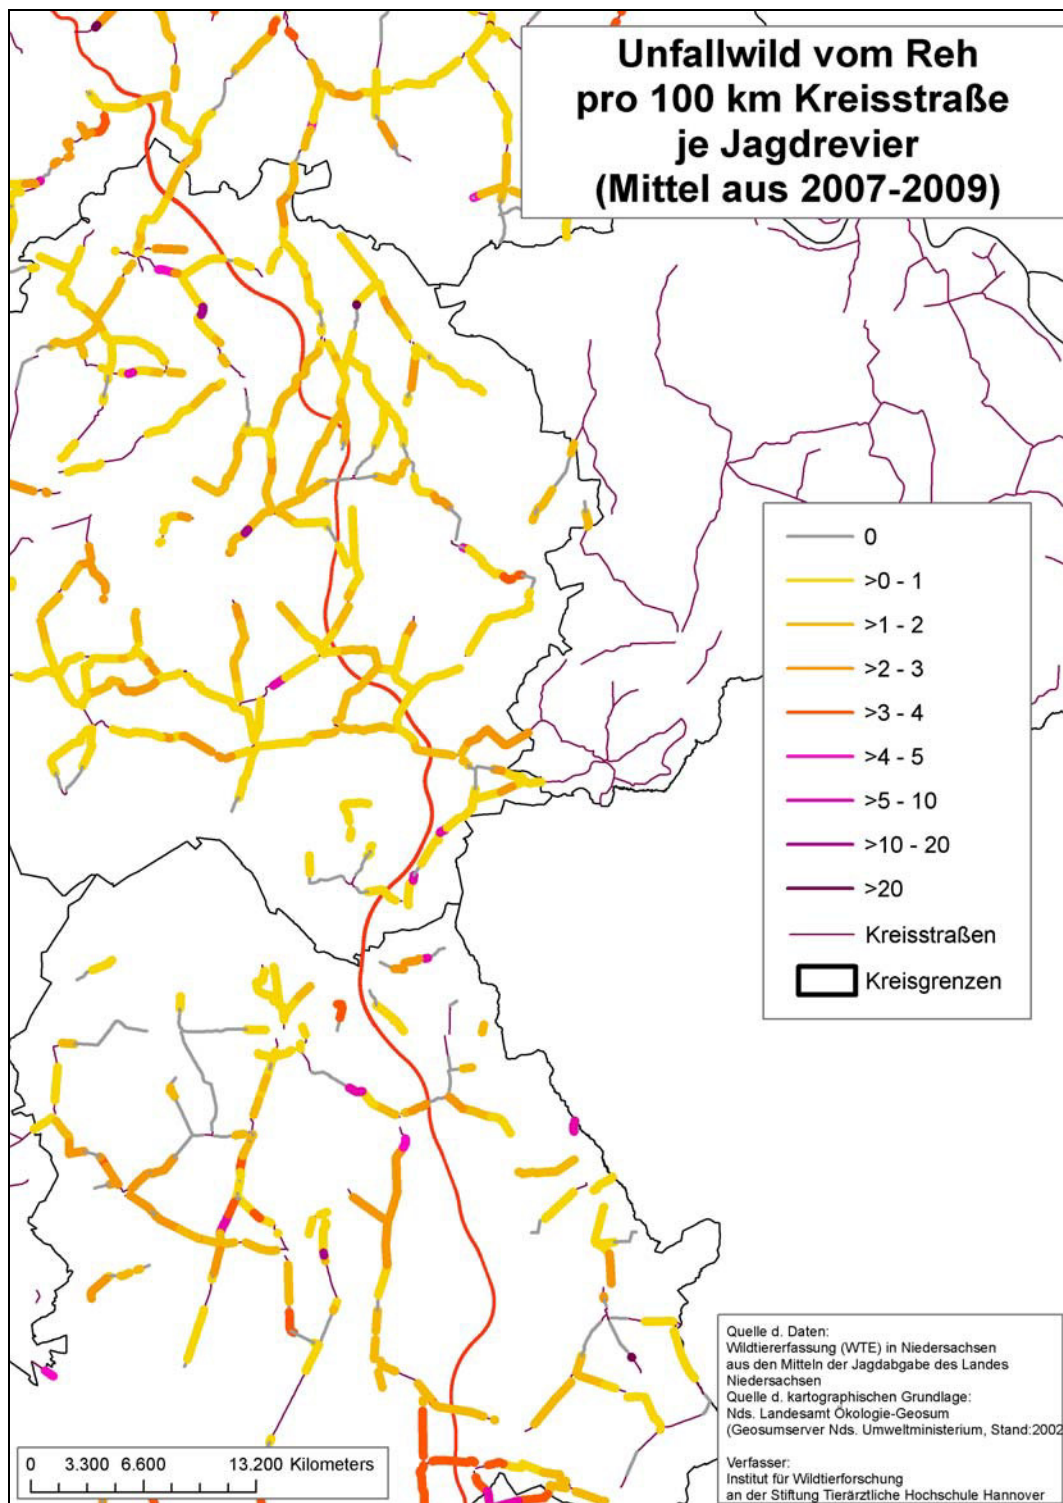 Unfallwild vom Reh
pro 100 km Kreisstraße
je Jagdrevier
(Mittel aus 2007-2009)
0
>0 - 1
>1 - 2
>2 - 3
>3 - 4
>4 - 5
>5 - 10
>10 - 20
>20
Kreisstraßen
Kreisgrenzen
Quelle d. Daten:
Wildtiererfassung (WTE) in Niedersachsen
aus den Mitteln der Jagdabgabe des Landes
Niedersachsen
Quelle d. kartographischen Grundlage:
Nds. Landesamt Ökologie-Geosum
(Geosumserver Nds. Umweltministerium, Stand:2002
Verfasser:
Institut für Wildtierforschung
an der Stiftung Tierärztliche Hochschule Hannover
0 3.300 6.600 13.200 Kilometers